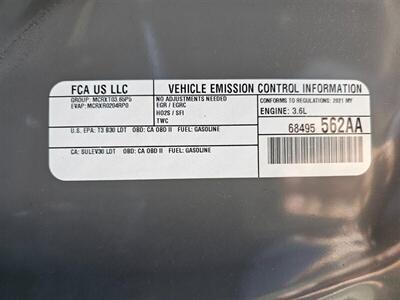 FCA US LLC
VEHICLE EMISSION CONTROL INFORMATION
GROUP: MCRXT03.65P5
EVAP: MCRXR0204RP0
NO ADJUSTMENTS NEEDED
EGR / EGRC
HO2S / SFI
TWC
CONFORMS TO REGULATIONS: 2021 MY
ENGINE: 3.6L
68495 562AA
U.S. EPA: T3 B30 LDT OBD: CA OBD II FUEL: GASOLINE
CA: SULEV30 LDT OBD: CA OBD II FUEL: GASOLINE